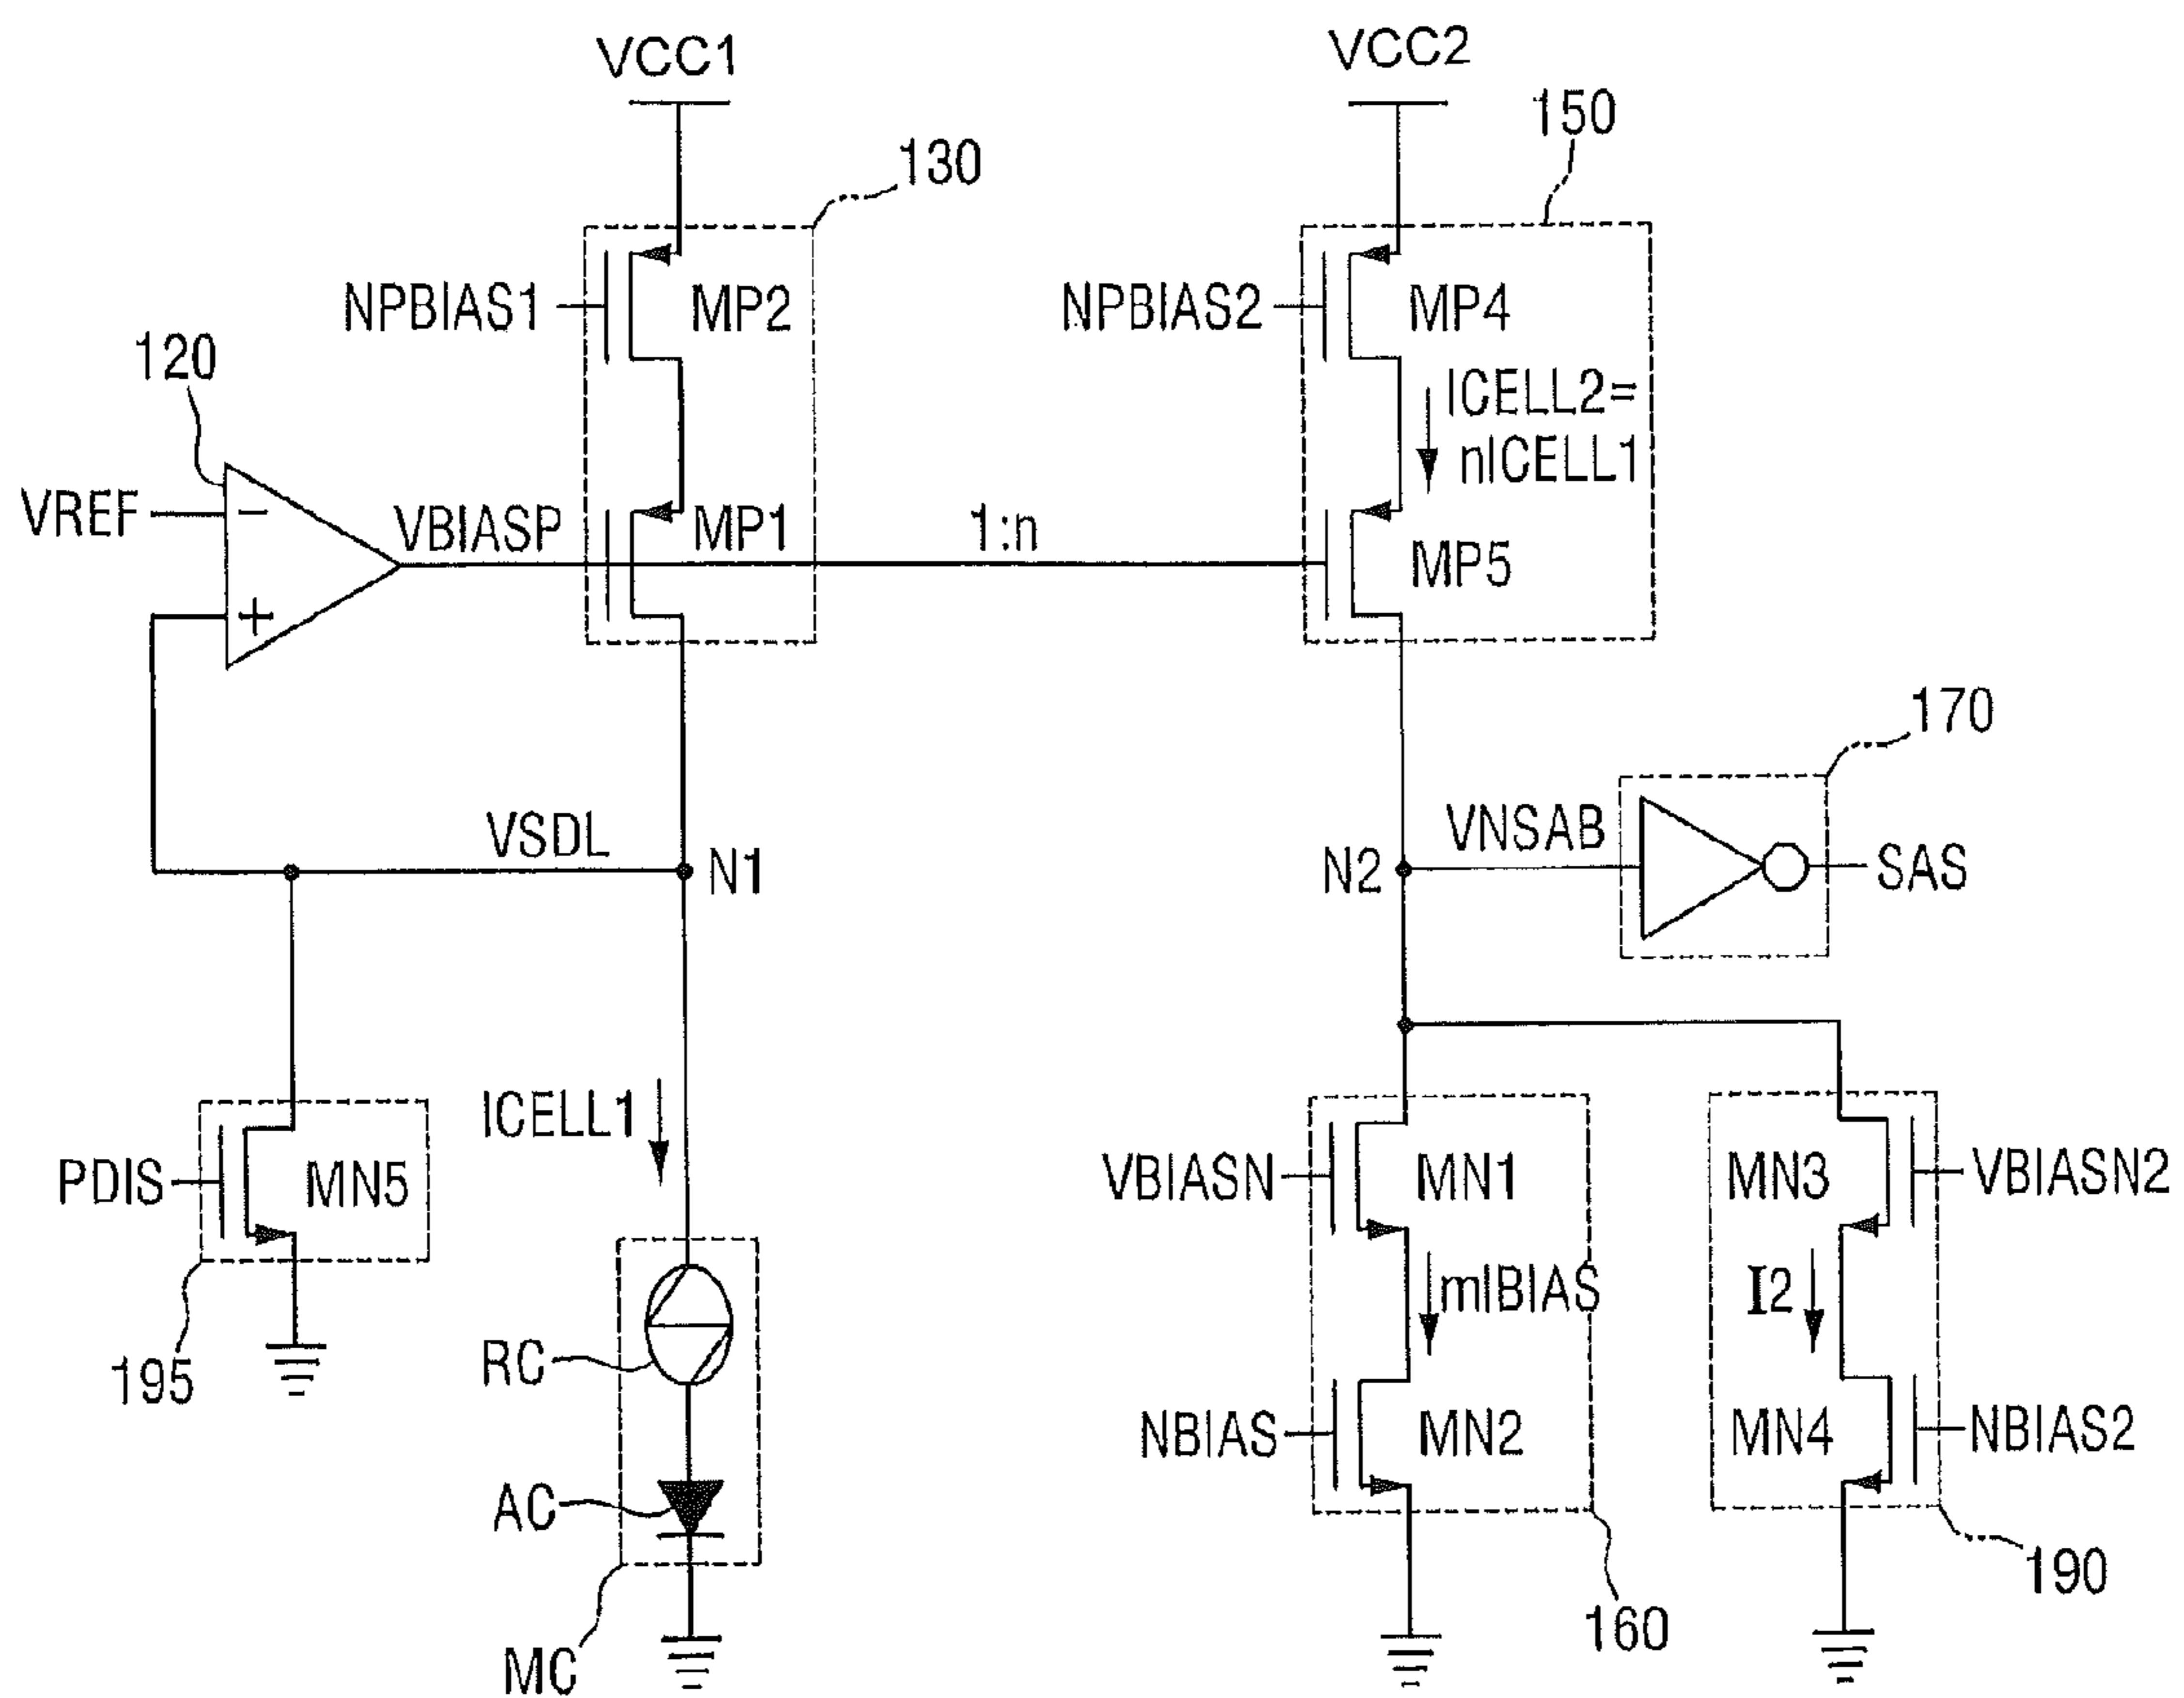 VCC1
VCC2
150
130
NPBIAS1
MP2
NPBIAS2
MP4
120
ICELL2=
nICELL1
VREF
−
VBIASP
MP1
1:n
MP5
+
170
VSDL
N1
VNSAB
N2
SAS
ICELL1
PDIS
MN5
VBIASN
MN1
MN3
VBIASN2
mIBIAS
I2
RC
195
NBIAS
MN2
MN4
NBIAS2
AC
190
160
MC